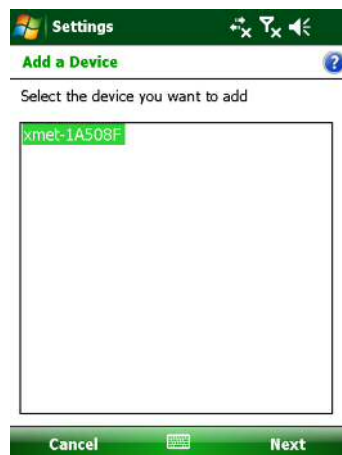 Settings
Add a Device
Select the device you want to add
xmet-1A508F
Cancel Next